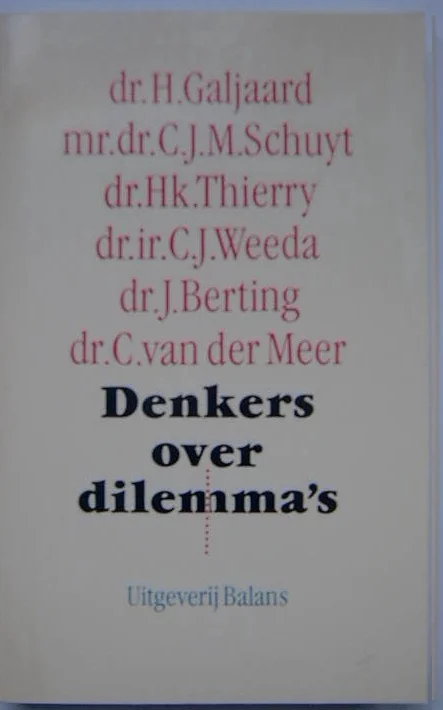 dr.H.Galjaard
mr.dr.C.J.M.Schuyt
dr.Hk.Thierry
dr.ir.C.J.Weeda
dr.J.Berting
dr.C.van der Meer
Denkers
over
dilemma's
Uitgeverij Balans